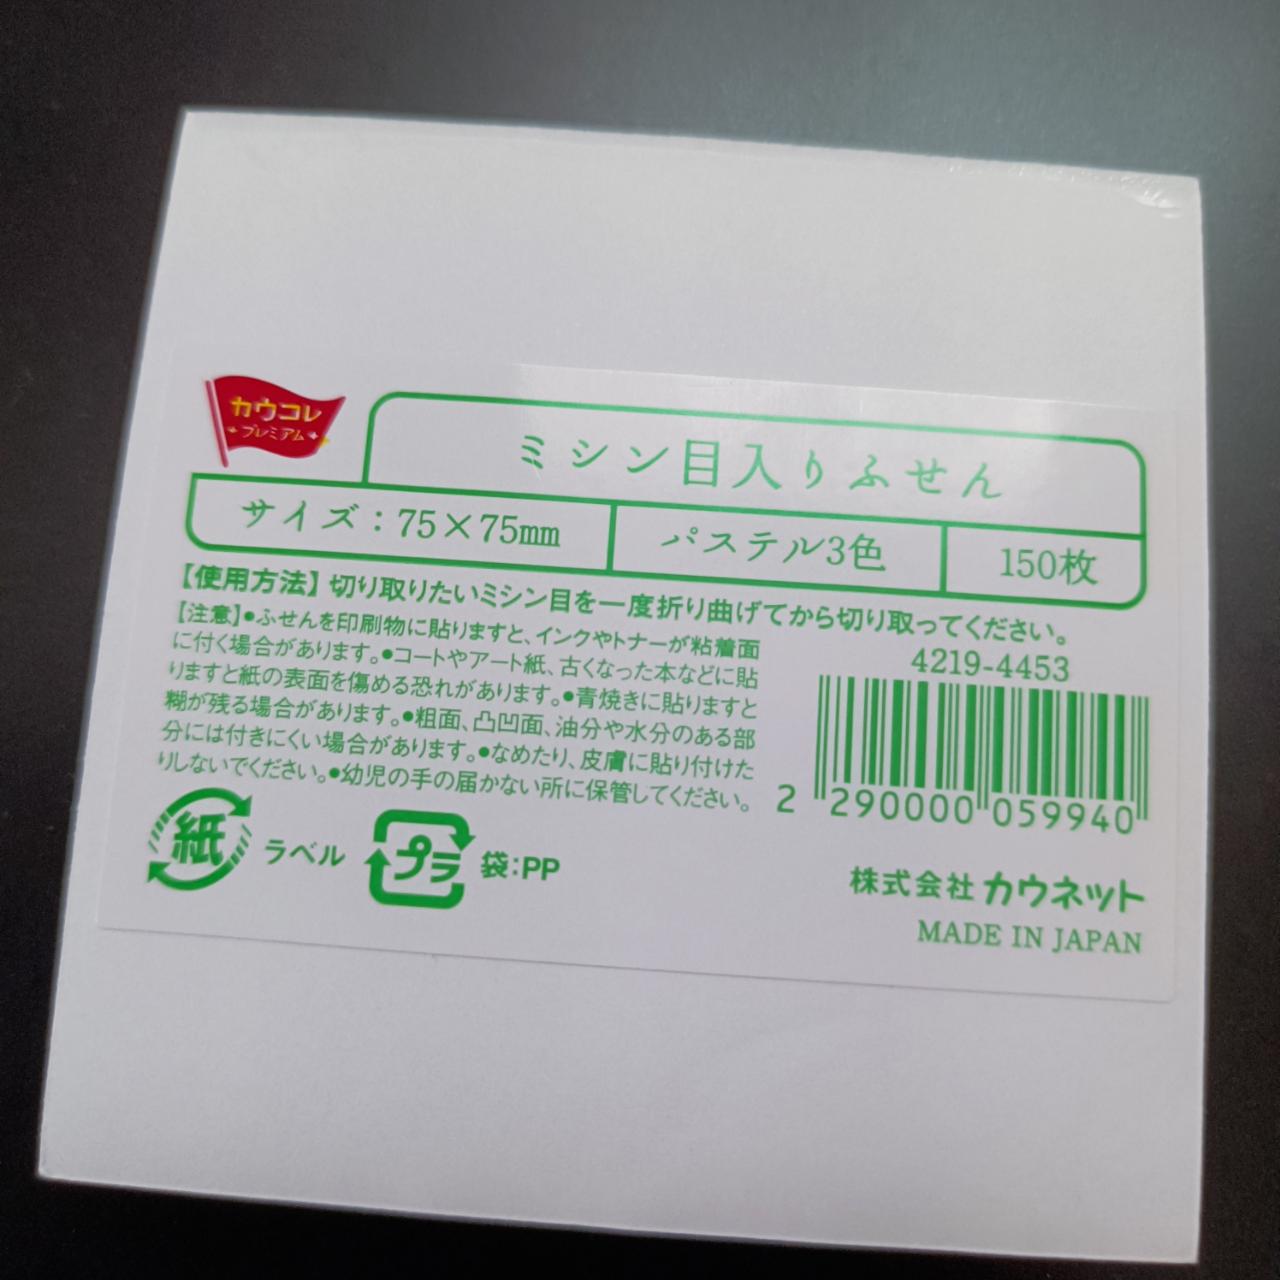 カウコレ
プレミアム
ミシン目入りふせん
サイズ：75×75mm
パステル3色
150枚
【使用方法】切り取りたいミシン目を一度折り曲げてから切り取ってください。
【注意】●ふせんを印刷物に貼りますと、インクやトナーが粘着面
に付く場合があります。●コートやアート紙、古くなった本などに貼
りますと紙の表面を傷める恐れがあります。●青焼きに貼りますと
糊が残る場合があります。●粗面、凸凹面、油分や水分のある部
分には付きにくい場合があります。●なめたり、皮膚に貼り付けた
りしないでください。●幼児の手の届かない所に保管してください。
4219-4453
2 290000 059940
紙 ラベル
プラ 袋：PP
株式会社カウネット
MADE IN JAPAN